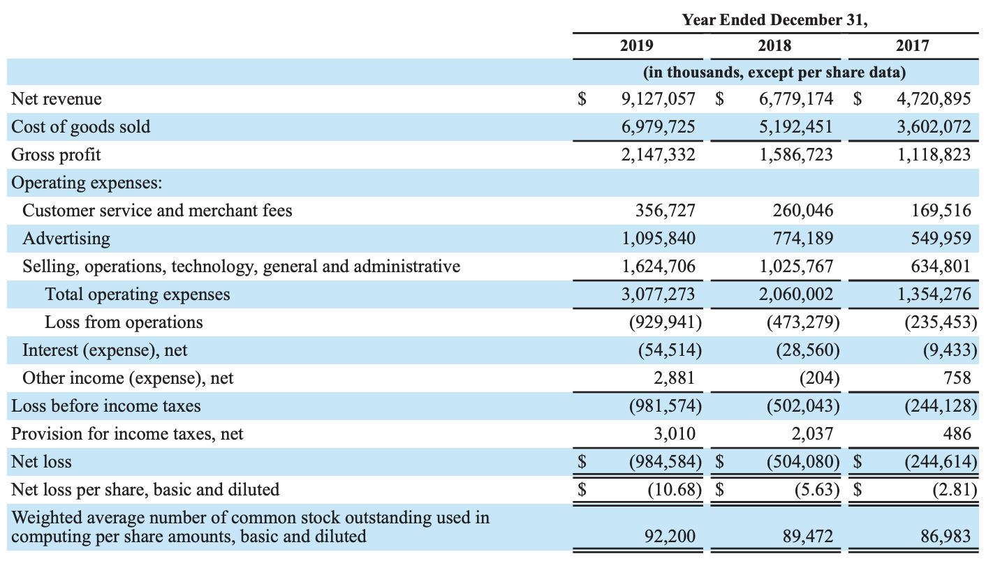 Year Ended December 31,
2019 2018 2017
(in thousands, except per share data)
Net revenue $ 9,127,057 $ 6,779,174 $ 4,720,895
Cost of goods sold 6,979,725 5,192,451 3,602,072
Gross profit 2,147,332 1,586,723 1,118,823
Operating expenses:
Customer service and merchant fees 356,727 260,046 169,516
Advertising 1,095,840 774,189 549,959
Selling, operations, technology, general and administrative 1,624,706 1,025,767 634,801
Total operating expenses 3,077,273 2,060,002 1,354,276
Loss from operations (929,941) (473,279) (235,453)
Interest (expense), net (54,514) (28,560) (9,433)
Other income (expense), net 2,881 (204) 758
Loss before income taxes (981,574) (502,043) (244,128)
Provision for income taxes, net 3,010 2,037 486
Net loss $ (984,584) $ (504,080) $ (244,614)
Net loss per share, basic and diluted $ (10.68) $ (5.63) $ (2.81)
Weighted average number of common stock outstanding used in
computing per share amounts, basic and diluted 92,200 89,472 86,983